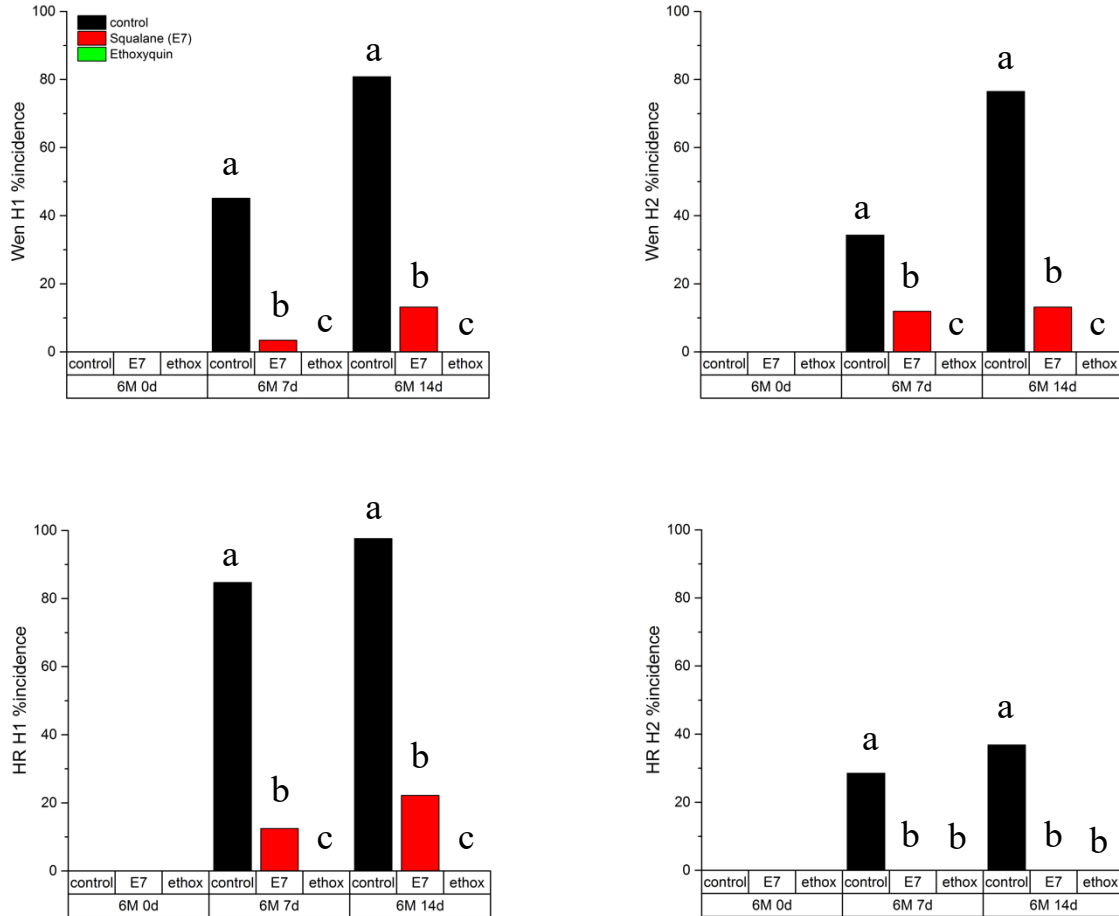 control
Squalane (E7)
Ethoxyquin
Wen H1 %incidence
100
80
60
40
20
0
a
b
c
a
b
c
control E7 ethox control E7 ethox control E7 ethox
6M 0d 6M 7d 6M 14d
Wen H2 %incidence
100
80
60
40
20
0
a
b
c
a
b
c
control E7 ethox control E7 ethox control E7 ethox
6M 0d 6M 7d 6M 14d
HR H1 %incidence
100
80
60
40
20
0
a
b
c
a
b
c
control E7 ethox control E7 ethox control E7 ethox
6M 0d 6M 7d 6M 14d
HR H2 %incidence
100
80
60
40
20
0
a
b
b
a
b
b
control E7 ethox control E7 ethox control E7 ethox
6M 0d 6M 7d 6M 14d